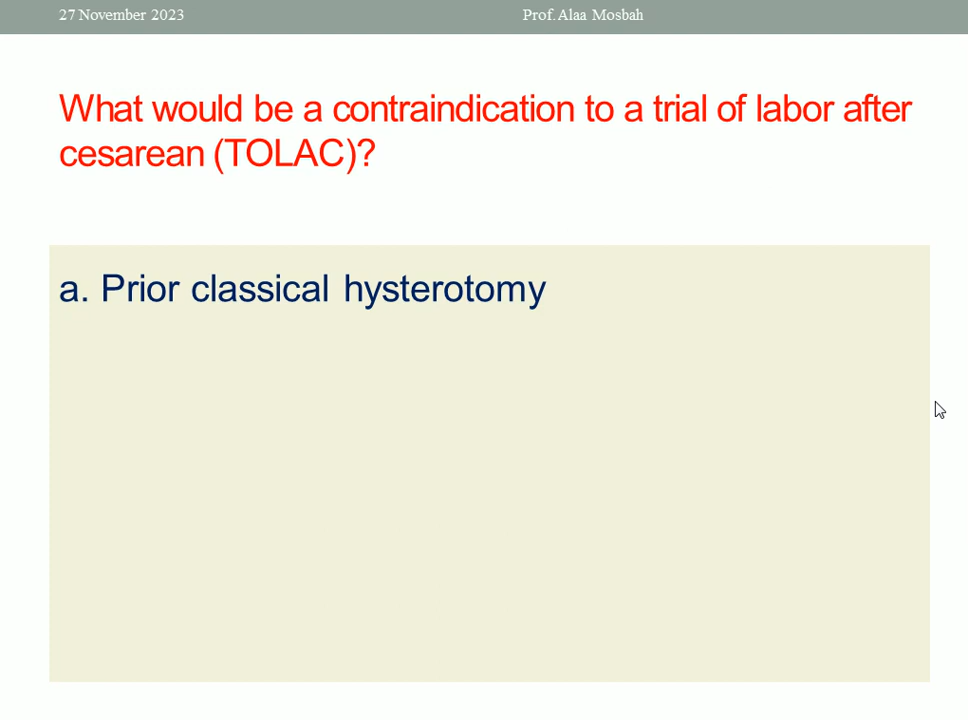 27 November 2023
Prof. Alaa Mosbah
What would be a contraindication to a trial of labor after
cesarean (TOLAC)?
a. Prior classical hysterotomy